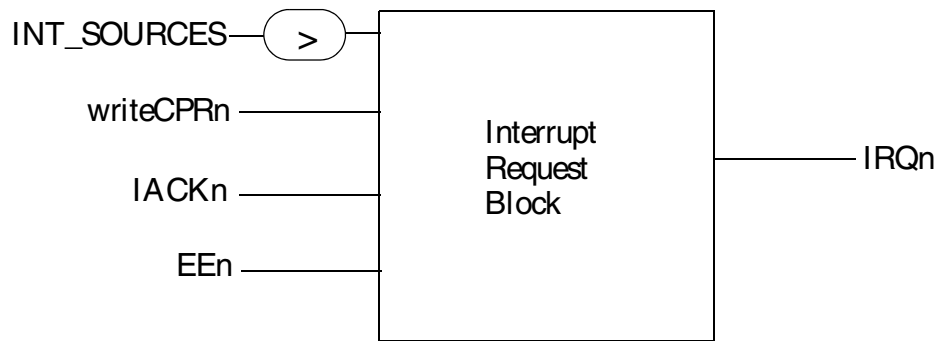 INT_SOURCES
>
writeCPRn
IACKn
EEn
Interrupt
Request
Block
IRQn